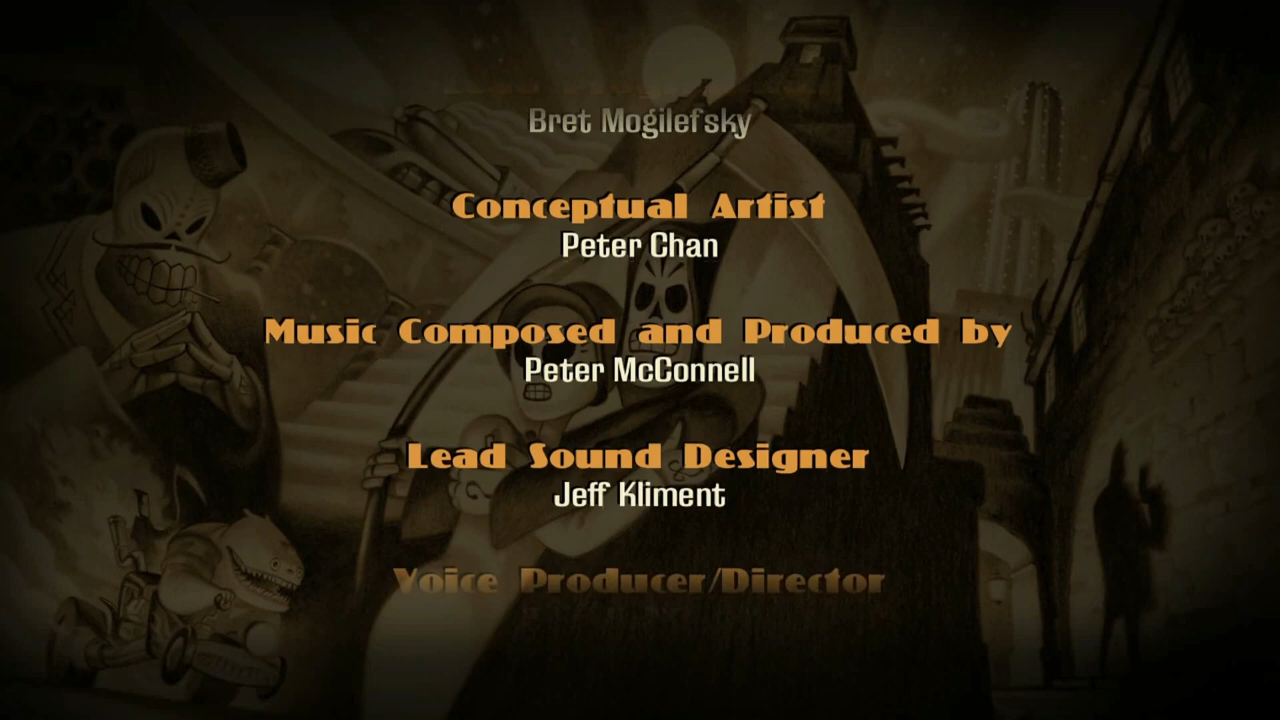 Bret Mogilefsky
Conceptual Artist
Peter Chan
Music Composed and Produced by
Peter McConnell
Lead Sound Designer
Jeff Kliment
Voice Producer/Director